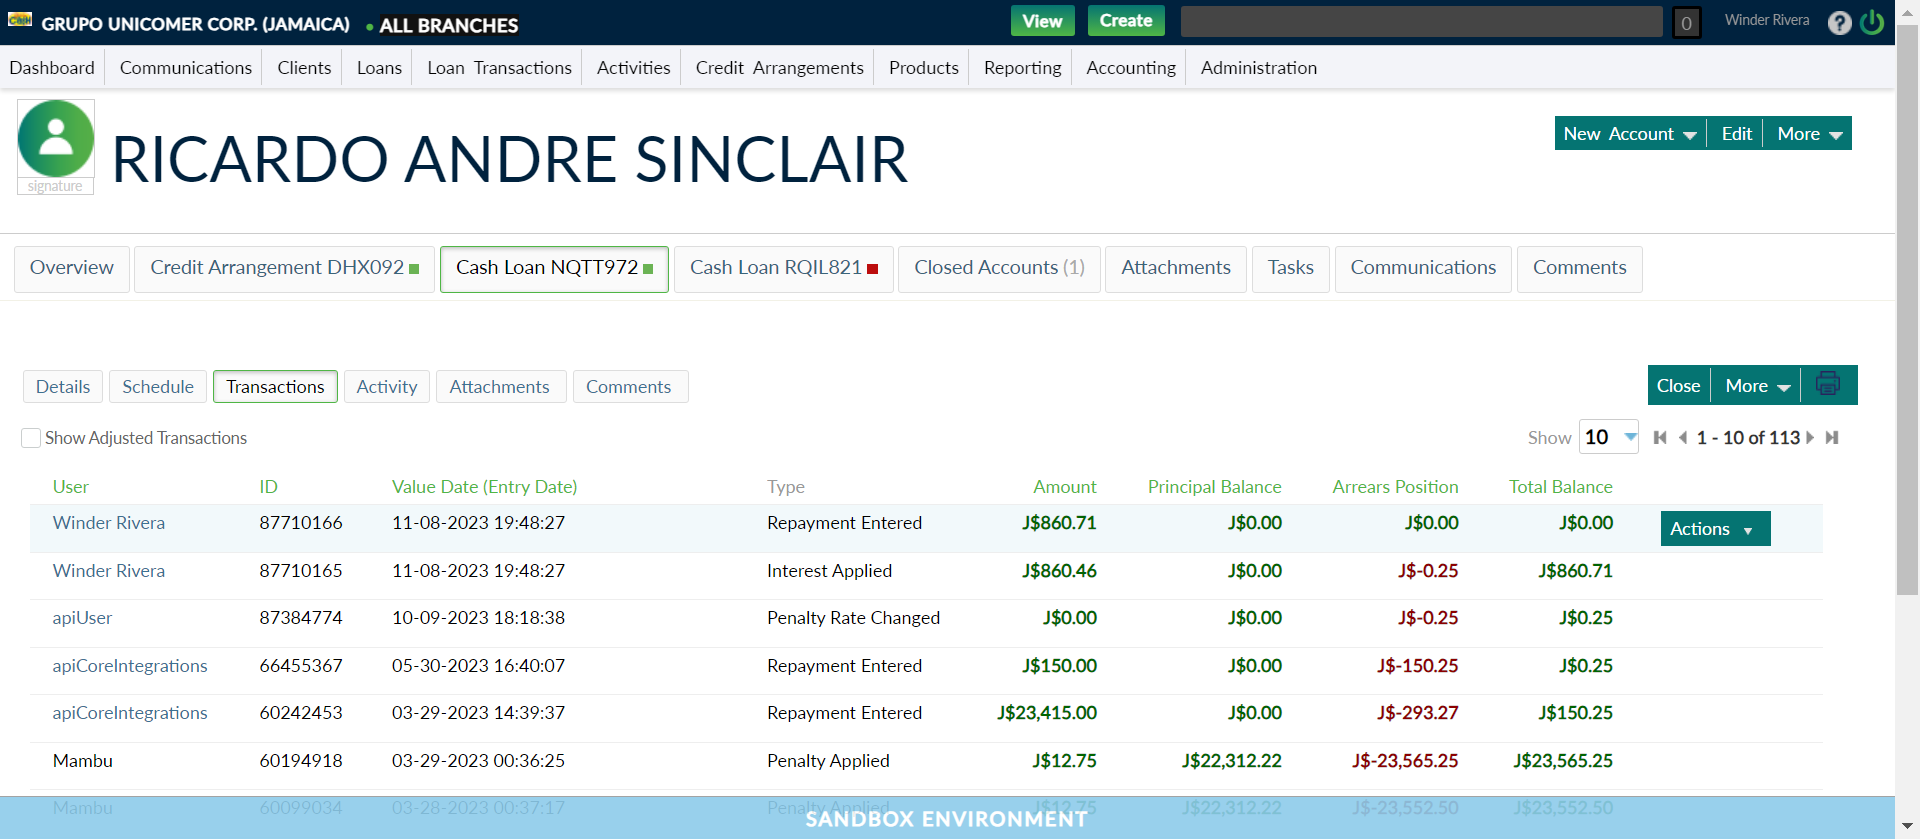 Cash GRUPO UNICOMER CORP. (JAMAICA) ALL BRANCHES View Create 0 Winder Rivera ?
Dashboard Communications Clients Loans Loan Transactions Activities Credit Arrangements Products Reporting Accounting Administration
RICARDO ANDRE SINCLAIR
New Account Edit More
signature
Overview Credit Arrangement DHX092 Cash Loan NQTT972 Cash Loan RQIL821 Closed Accounts (1) Attachments Tasks Communications Comments
Details Schedule Transactions Activity Attachments Comments Close More
Show Adjusted Transactions Show 10 1 - 10 of 113
User ID Value Date (Entry Date) Type Amount Principal Balance Arrears Position Total Balance
Winder Rivera 87710166 11-08-2023 19:48:27 Repayment Entered J$860.71 J$0.00 J$0.00 J$0.00 Actions
Winder Rivera 87710165 11-08-2023 19:48:27 Interest Applied J$860.46 J$0.00 J$-0.25 J$860.71
apiUser 87384774 10-09-2023 18:18:38 Penalty Rate Changed J$0.00 J$0.00 J$-0.25 J$0.25
apiCoreIntegrations 66455367 05-30-2023 16:40:07 Repayment Entered J$150.00 J$0.00 J$-150.25 J$0.25
apiCoreIntegrations 60242453 03-29-2023 14:39:37 Repayment Entered J$23,415.00 J$0.00 J$-293.27 J$150.25
Mambu 60194918 03-29-2023 00:36:25 Penalty Applied J$12.75 J$22,312.22 J$-23,565.25 J$23,565.25
Mambu 60099034 03-28-2023 00:37:17 Penalty Applied J$12.75 J$22,312.22 J$-23,552.50 J$23,552.50
SANDBOX ENVIRONMENT